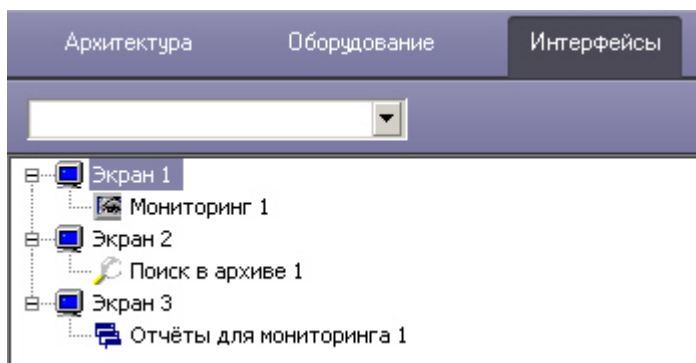 Архитектура Оборудование Интерфейсы
Экран 1
Мониторинг 1
Экран 2
Поиск в архиве 1
Экран 3
Отчёты для мониторинга 1